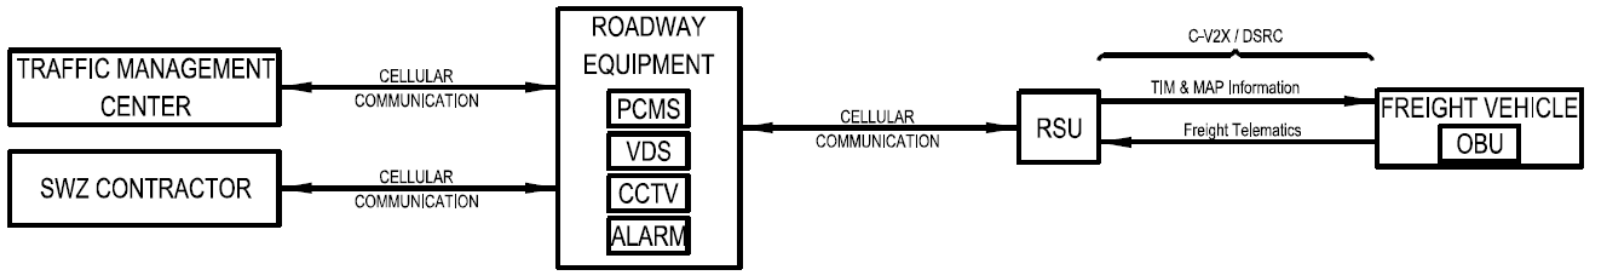 TRAFFIC MANAGEMENT
CENTER
SWZ CONTRACTOR
CELLULAR
COMMUNICATION
CELLULAR
COMMUNICATION
ROADWAY
EQUIPMENT
PCMS
VDS
CCTV
ALARM
CELLULAR
COMMUNICATION
RSU
C-V2X / DSRC
TIM & MAP Information
Freight Telematics
FREIGHT VEHICLE
OBU